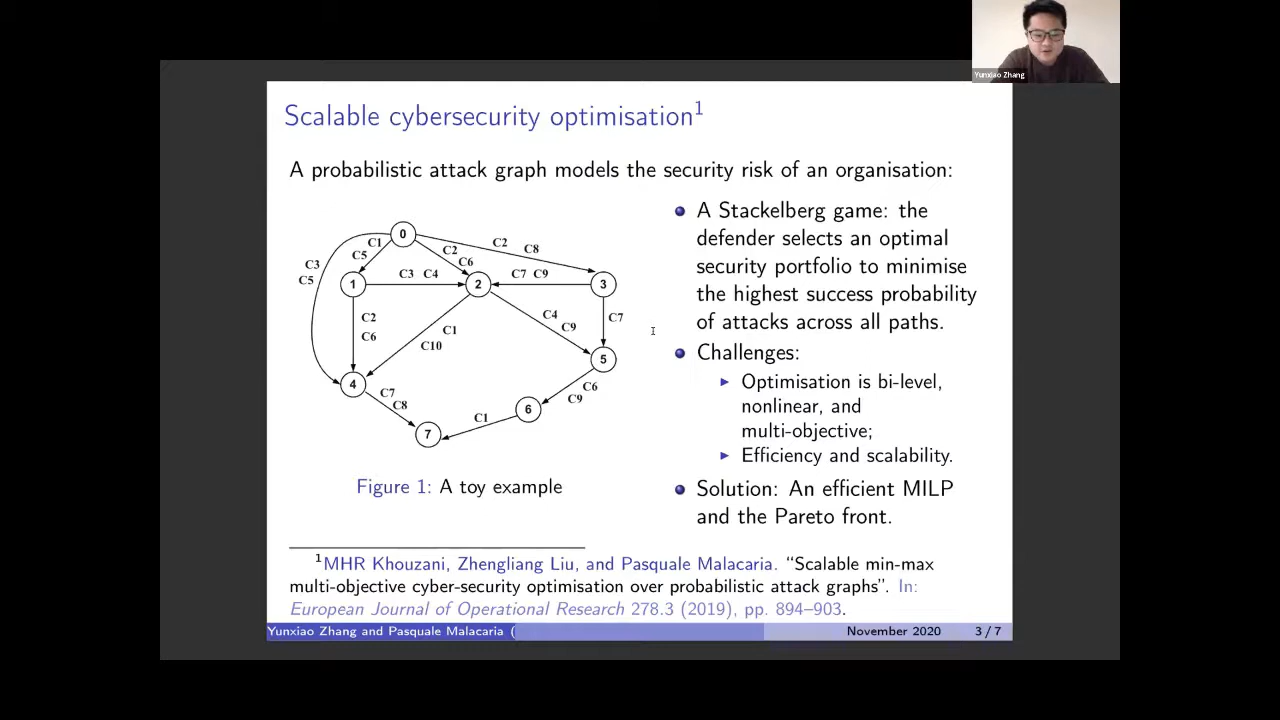 Yunxiao Zhang
Scalable cybersecurity optimisation1
A probabilistic attack graph models the security risk of an organisation:
0
C1
C5
C2
C6
C2 C8
C3
C5
1
C3 C4
2
C7 C9
3
C2
C6
C1
C10
C4
C9
C7
4
5
C7
C8
C6
C9
6
C1
7
Figure 1: A toy example
A Stackelberg game: the
defender selects an optimal
security portfolio to minimise
the highest success probability
of attacks across all paths.
Challenges:
Optimisation is bi-level,
nonlinear, and
multi-objective;
Efficiency and scalability.
Solution: An efficient MILP
and the Pareto front.
1MHR Khouzani, Zhengliang Liu, and Pasquale Malacaria. “Scalable min-max
multi-objective cyber-security optimisation over probabilistic attack graphs”. In:
European Journal of Operational Research 278.3 (2019), pp. 894–903.
Yunxiao Zhang and Pasquale Malacaria ( November 2020 3 / 7